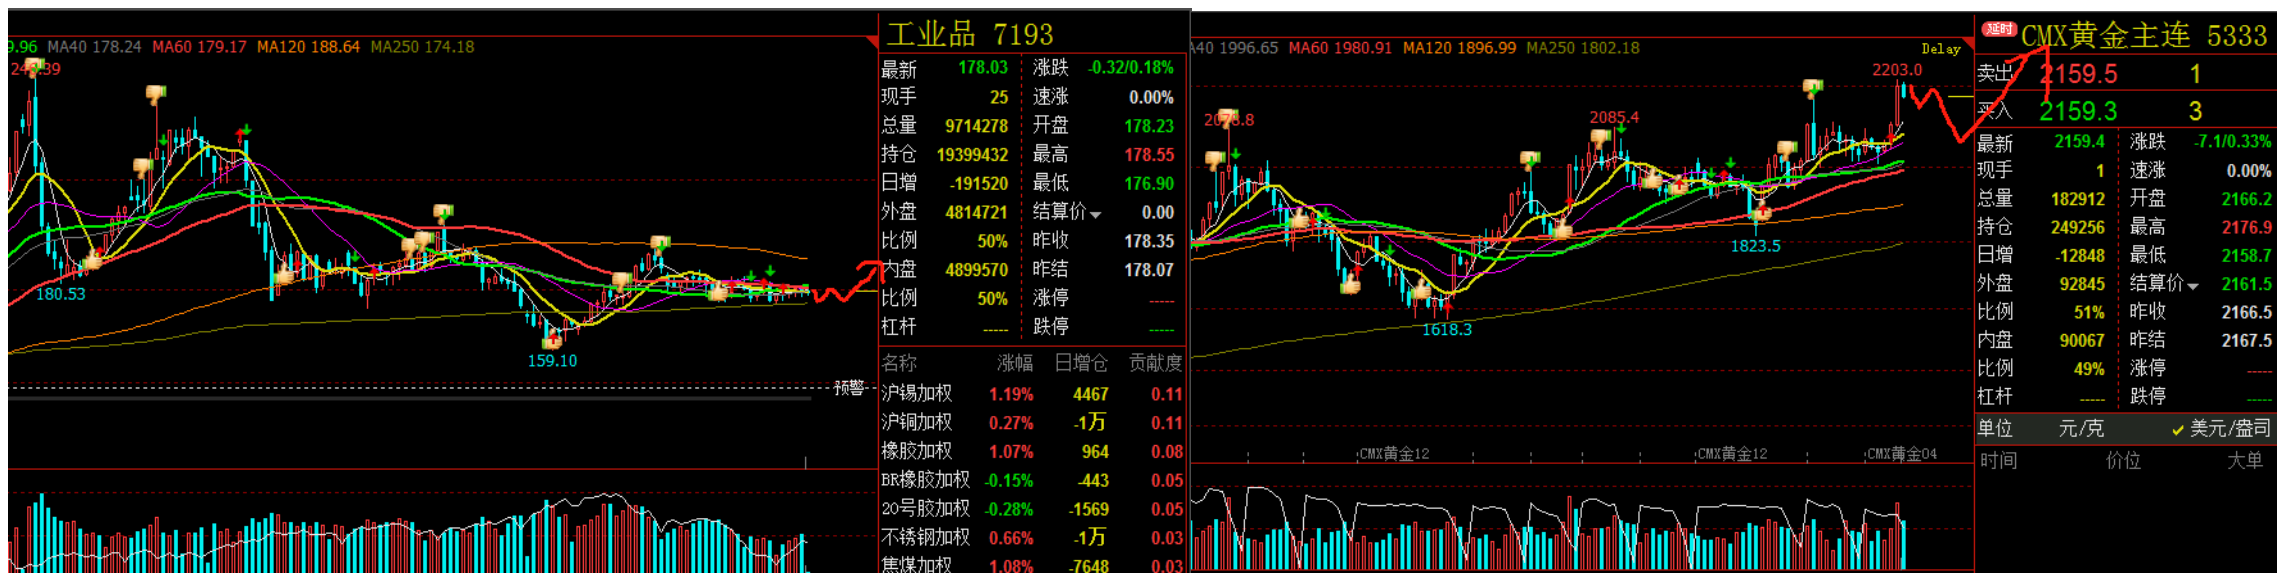 9.96 MA40 178.24 MA60 179.17 MA120 188.64 MA250 174.18
180.53
159.10
预警
工业品 7193
最新 178.03 涨跌 -0.32/0.18%
现手 25 速涨 0.00%
总量 9714278 开盘 178.23
持仓 19399432 最高 178.55
日增 -191520 最低 176.90
外盘 4814721 结算价 0.00
比例 50% 昨收 178.35
内盘 4899570 昨结 178.07
比例 50% 涨停 -----
杠杆 ----- 跌停 -----
名称 涨幅 日增仓 贡献度
沪锡加权 1.19% 4467 0.11
沪铜加权 0.27% -1万 0.11
橡胶加权 1.07% 964 0.08
BR橡胶加权 -0.15% -443 0.05
20号胶加权 -0.28% -1569 0.05
不锈钢加权 0.66% -1万 0.03
焦煤加权 1.08% -7648 0.03
A40 1996.65 MA60 1980.91 MA120 1896.99 MA250 1802.18
Delay
2203.0
2085.4
1823.5
1618.3
CMX黄金12 CMX黄金12 CMX黄金04
延时 CMX黄金主连 5333
卖出 2159.5 1
买入 2159.3 3
最新 2159.4 涨跌 -7.1/0.33%
现手 1 速涨 0.00%
总量 182912 开盘 2166.2
持仓 249256 最高 2176.9
日增 -12848 最低 2158.7
外盘 92845 结算价 2161.5
比例 51% 昨收 2166.5
内盘 90067 昨结 2167.5
比例 49% 涨停 -----
杠杆 ----- 跌停 -----
单位 元/克 美元/盎司
时间 价位 大单